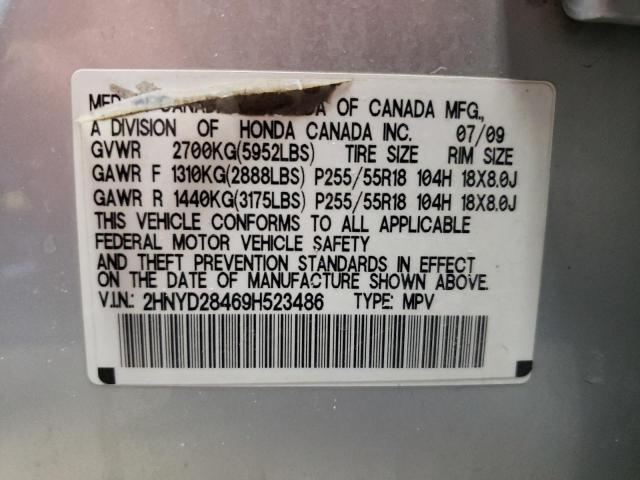 CANAD A OF CANADA MFG.,
A DIVISION OF HONDA CANADA INC. 07/09
GVWR 2700KG(5952LBS) TIRE SIZE RIM SIZE
GAWR F 1310KG(2888LBS) P255/55R18 104H 18X8.0J
GAWR R 1440KG(3175LBS) P255/55R18 104H 18X8.0J
THIS VEHICLE CONFORMS TO ALL APPLICABLE
FEDERAL MOTOR VEHICLE SAFETY
AND THEFT PREVENTION STANDARDS IN EFFECT
ON THE DATE OF MANUFACTURE SHOWN ABOVE.
V.I.N.: 2HNYD28469H523486 TYPE: MPV